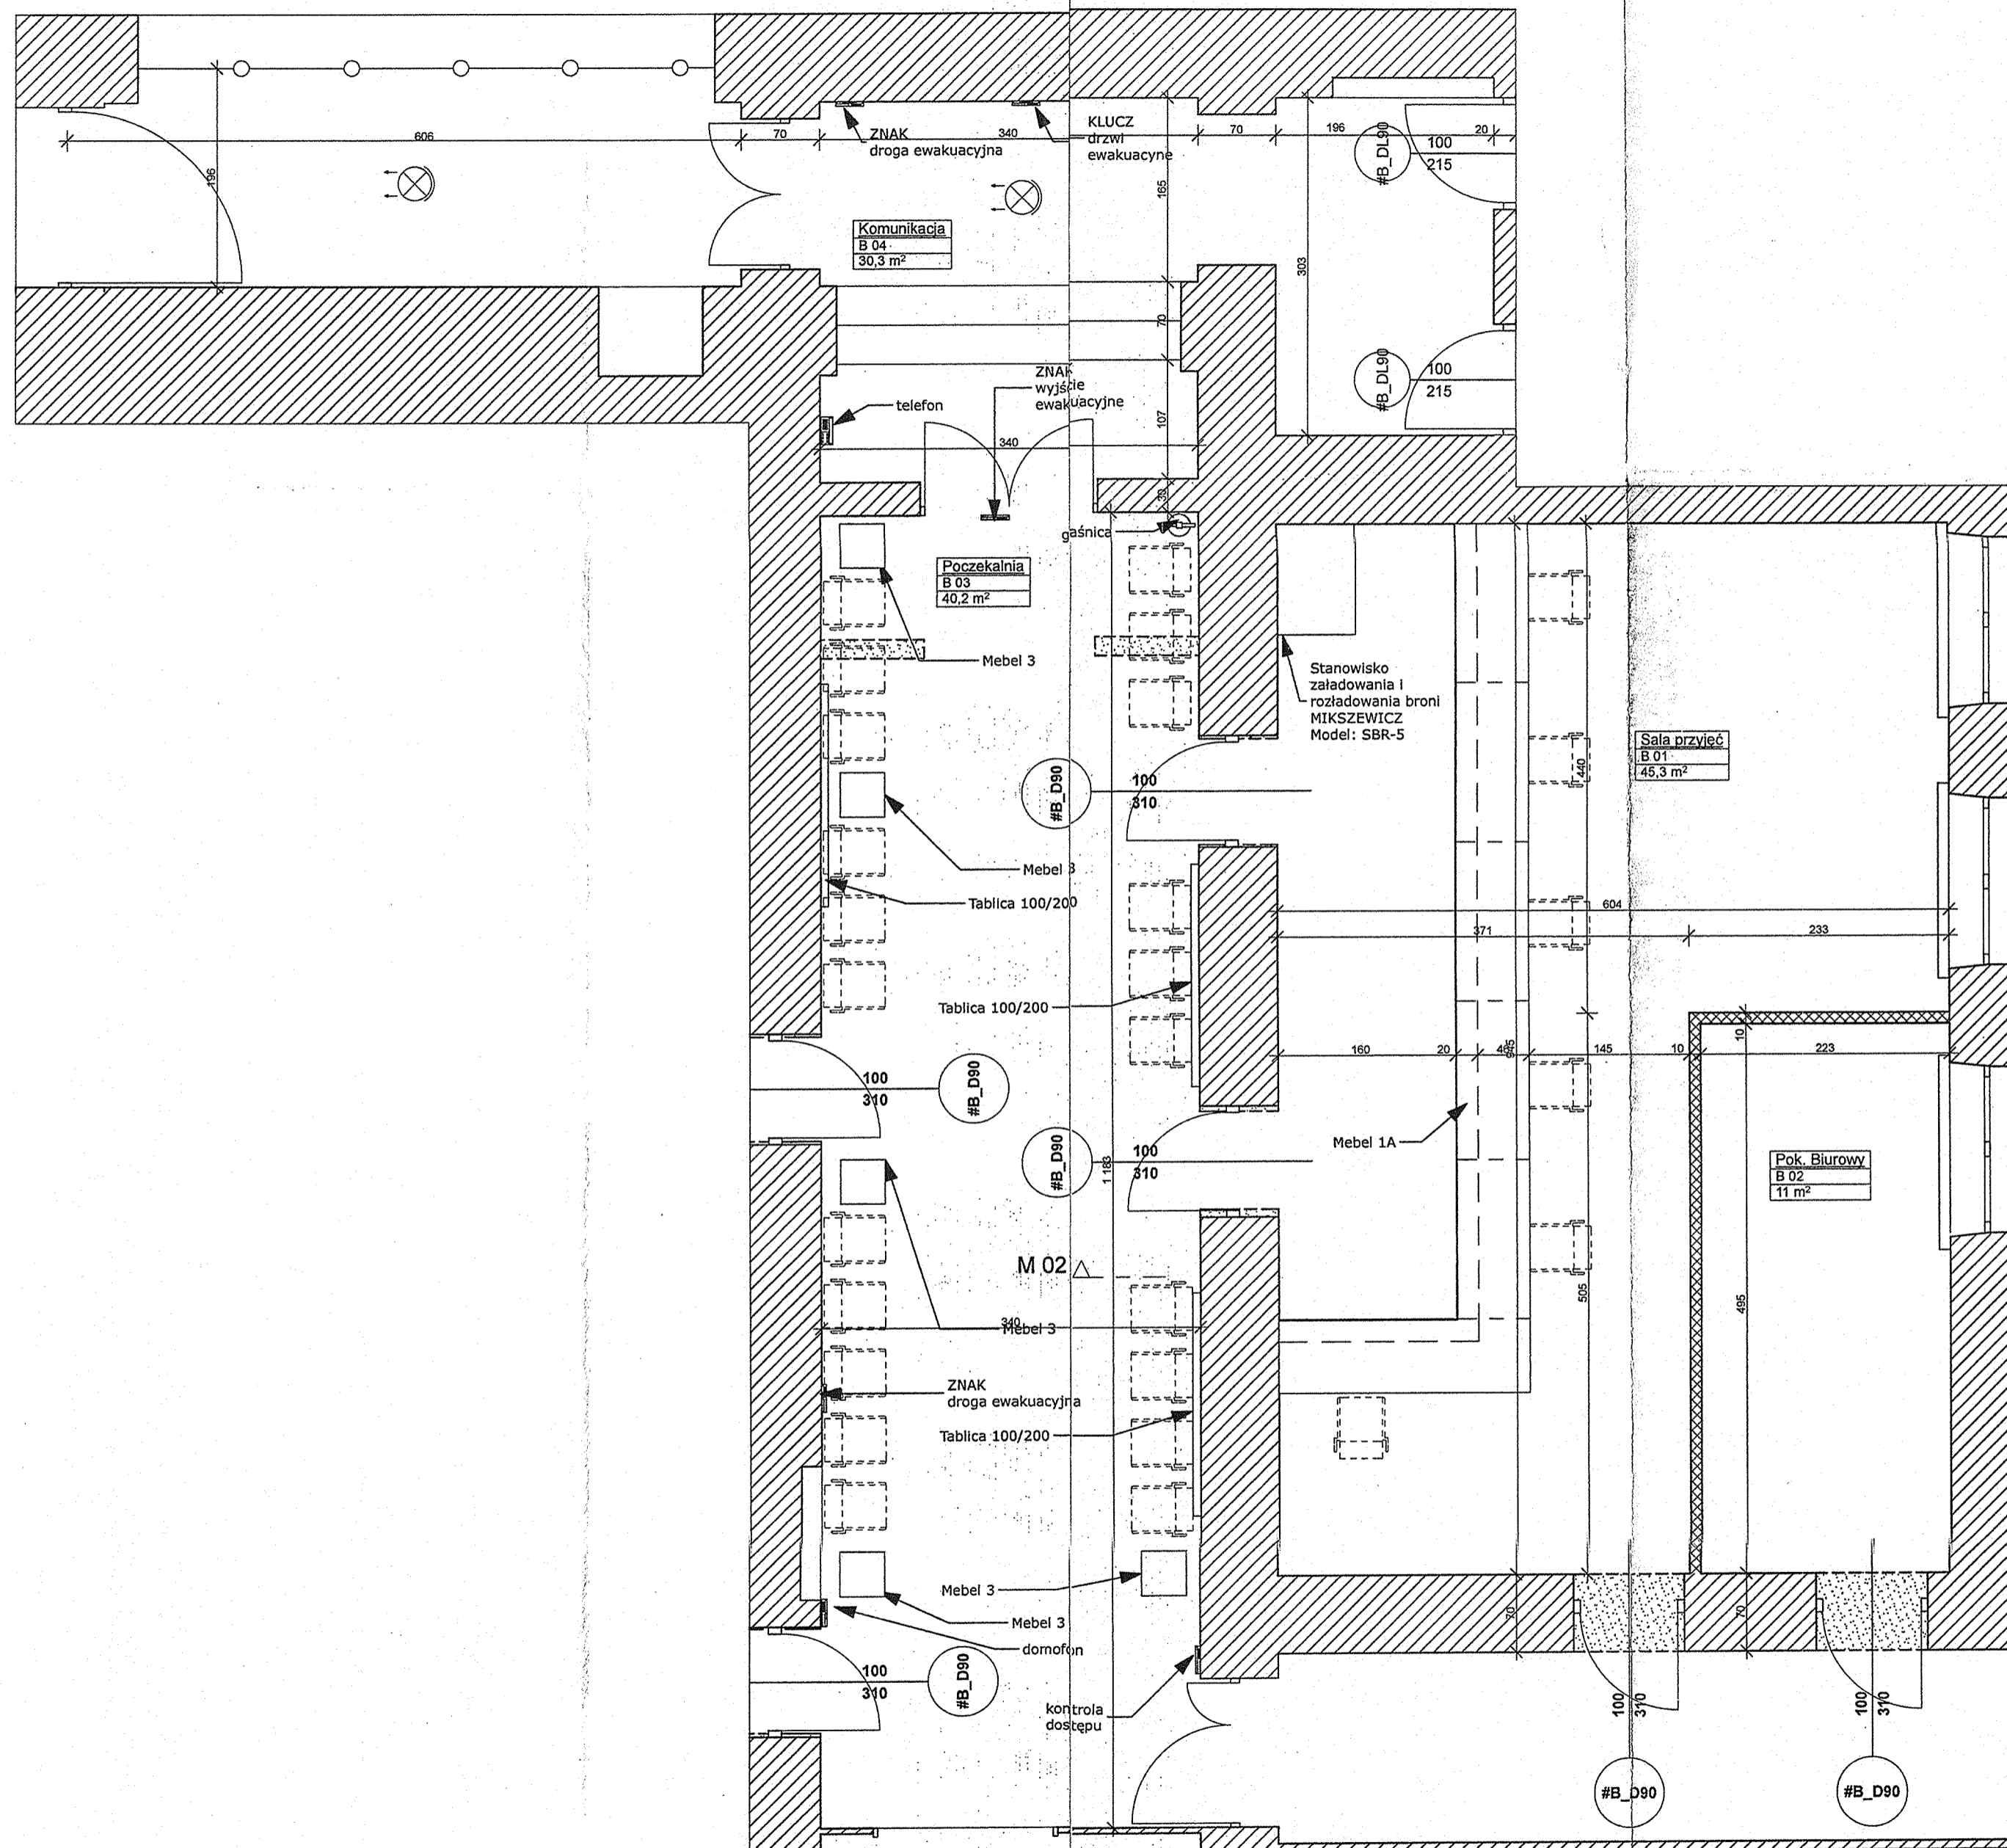 606
70
340
70
196
20
ZNAK
droga ewakuacyjna
KLUCZ
drzwi
ewakuacyne
#B_DL90
100
215
196
165
Komunikacja
B 04
30,3 m²
303
70
#B_DL90
100
215
ZNAK
wyjście
ewakuacyjne
telefon
107
340
30
gaśnica
Poczekalnia
B 03
40,2 m²
Mebel 3
Stanowisko
załadowania i
rozładowania broni
MIKSZEWICZ
Model: SBR-5
Sala przyjęć
B 01
45,3 m²
440
#B_D90
100
310
Mebel 3
Tablica 100/200
604
371
233
Tablica 100/200
160
20
945
145
10
10
223
100
310
#B_D90
#B_D90
100
310
1 183
Mebel 1A
Pok. Biurowy
B 02
11 m²
M 02
505
495
340
Mebel 3
ZNAK
droga ewakuacyjna
Tablica 100/200
Mebel 3
Mebel 3
domofon
70
70
100
310
#B_D90
kontrola
dostępu
100
310
100
310
#B_D90
#B_D90